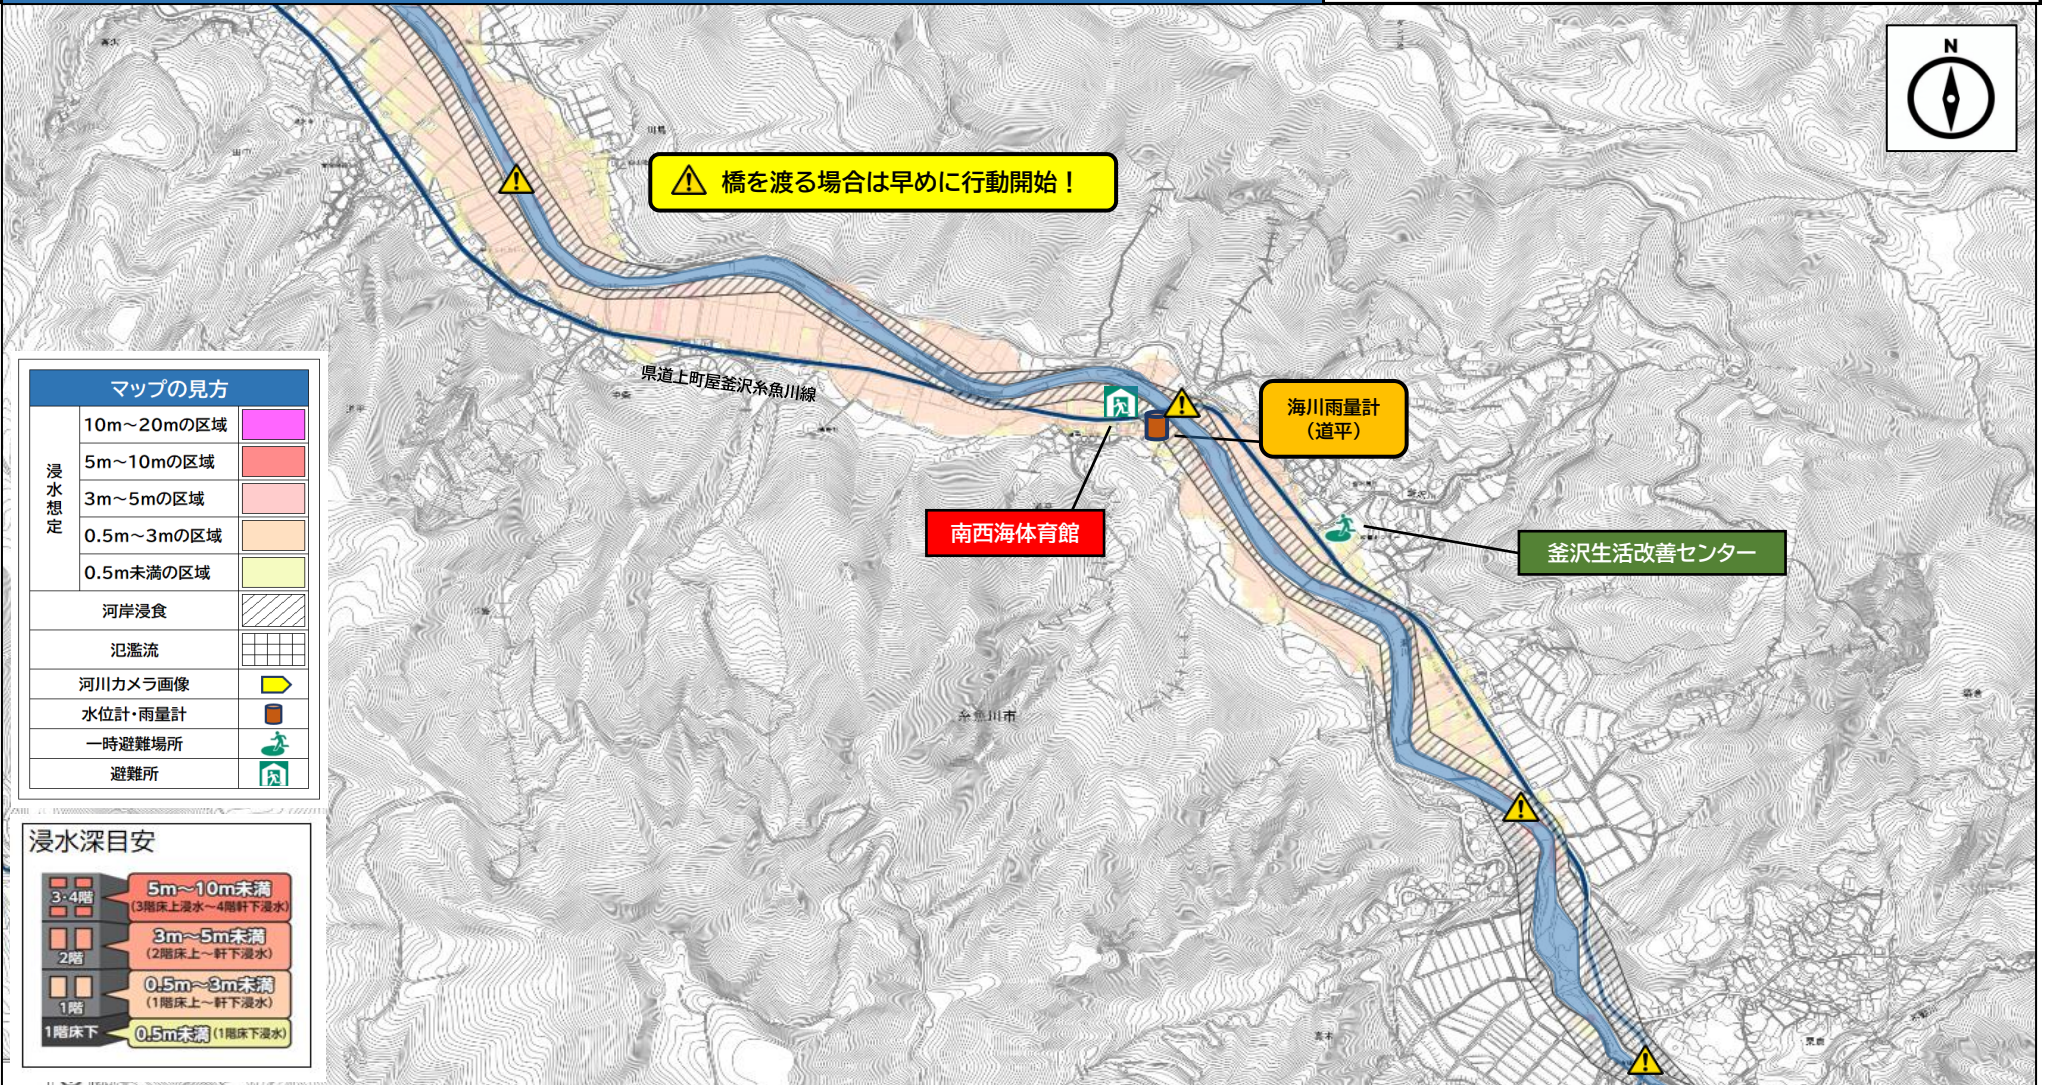 N
川島
橋を渡る場合は早めに行動開始！
県道上町屋釜沢糸魚川線
中条
海川雨量計
（道平）
南西海体育館
釜沢生活改善センター
糸魚川市
マップの見方
浸水想定
10m～20mの区域
5m～10mの区域
3m～5mの区域
0.5m～3mの区域
0.5m未満の区域
河岸浸食
氾濫流
河川カメラ画像
水位計・雨量計
一時避難場所
避難所
浸水深目安
3・4階
5m～10m未満
(3階床上浸水～4階軒下浸水)
2階
3m～5m未満
(2階床上～軒下浸水)
1階
0.5m～3m未満
(1階床上～軒下浸水)
1階床下
0.5m未満(1階床下浸水)